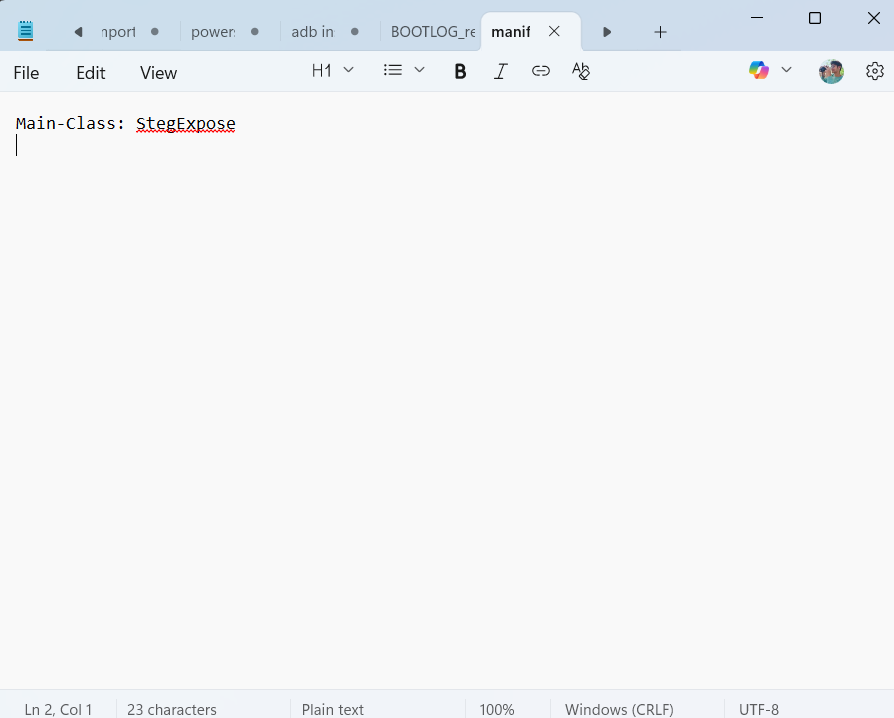 nport
power
adb in
BOOTLOG_re
manif
File Edit View H1 B I
Main-Class: StegExpose
Ln 2, Col 1 23 characters Plain text 100% Windows (CRLF) UTF-8